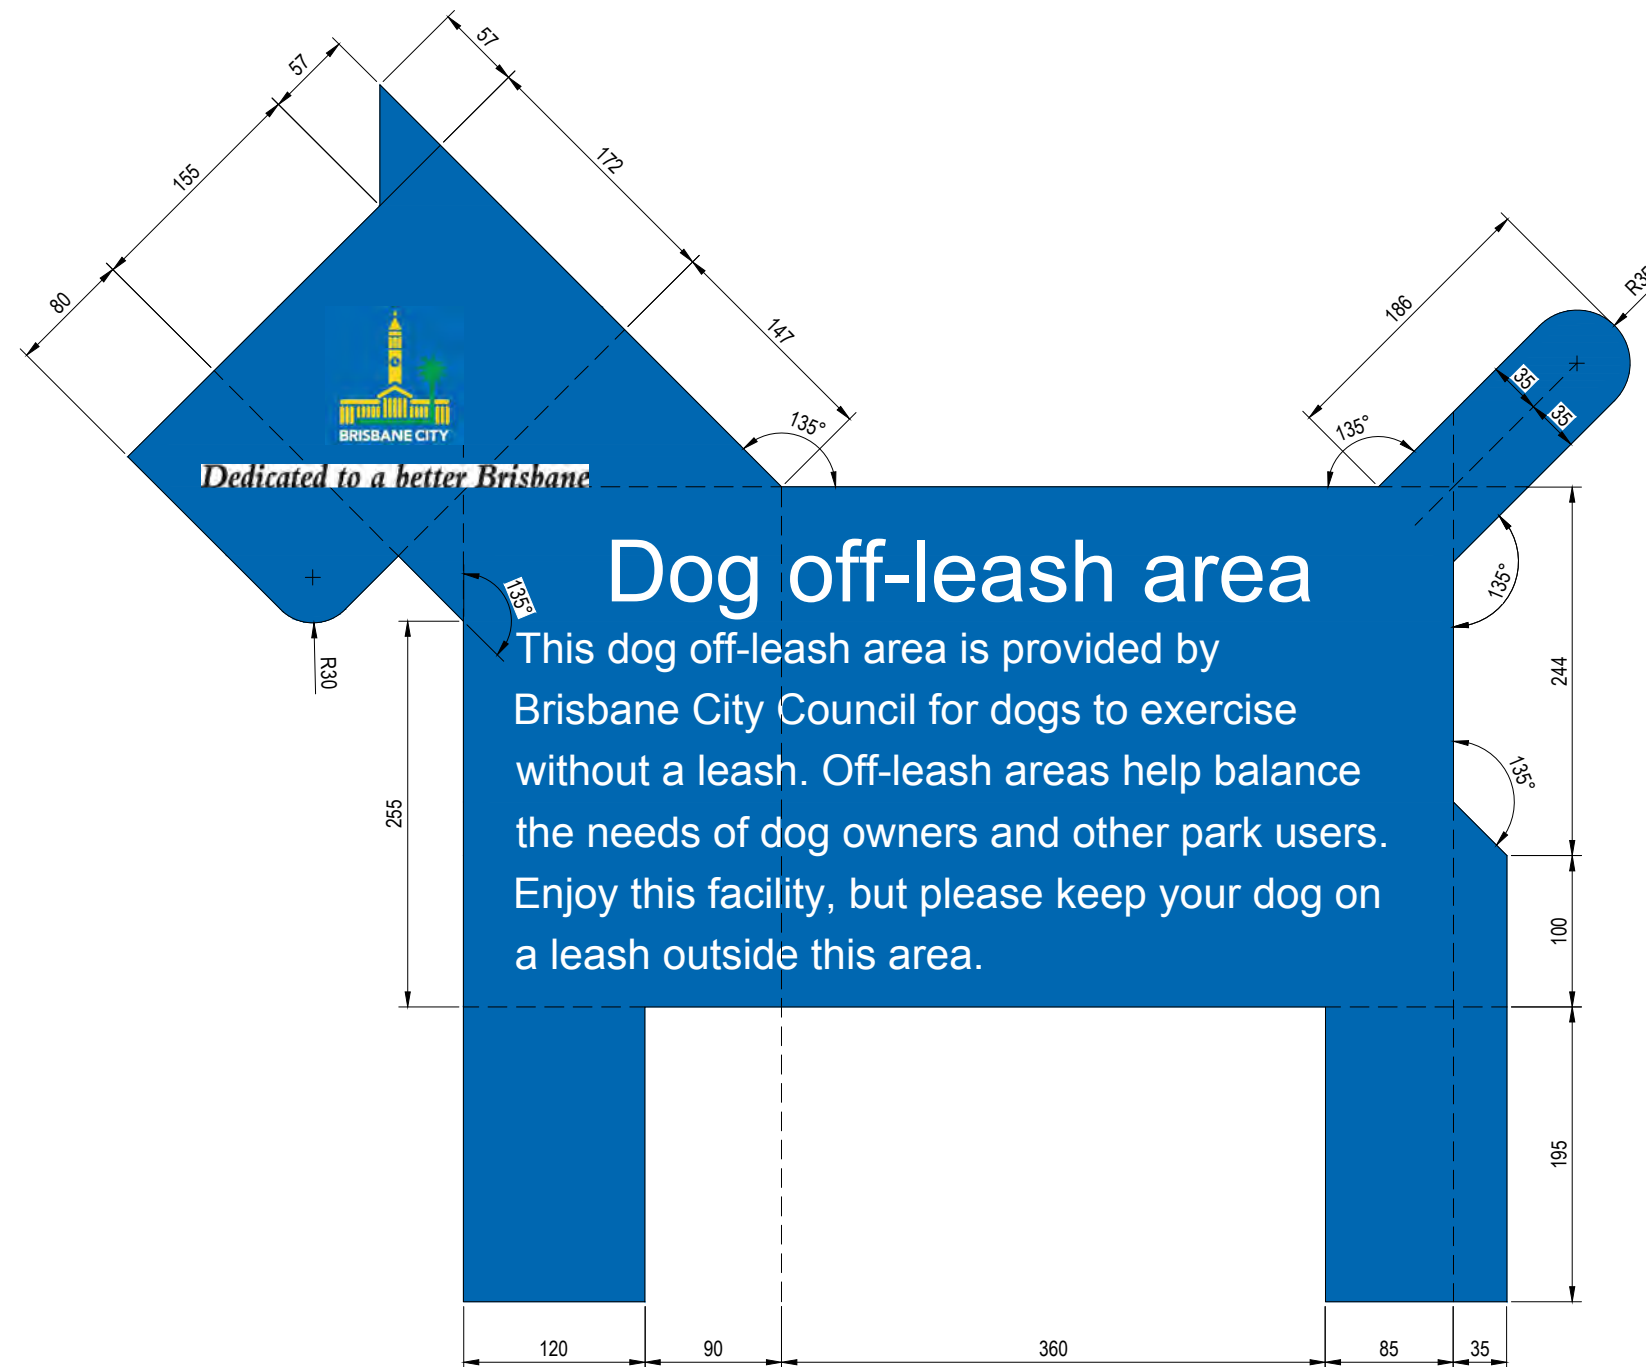 57
57
155
172
80
147
186
R35
135°
135°
35
35
BRISBANE CITY
Dedicated to a better Brisbane
Dog off-leash area
135°
135°
This dog off-leash area is provided by
Brisbane City Council for dogs to exercise
without a leash. Off-leash areas help balance
the needs of dog owners and other park users.
Enjoy this facility, but please keep your dog on
a leash outside this area.
R30
244
135°
255
100
195
120
90
360
85
35